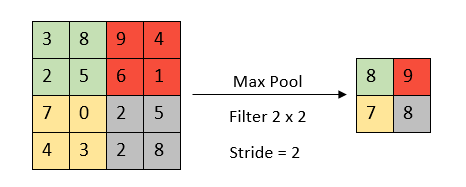 3 8 9 4
2 5 6 1
7 0 2 5
4 3 2 8
Max Pool
Filter 2 x 2
Stride = 2
8 9
7 8